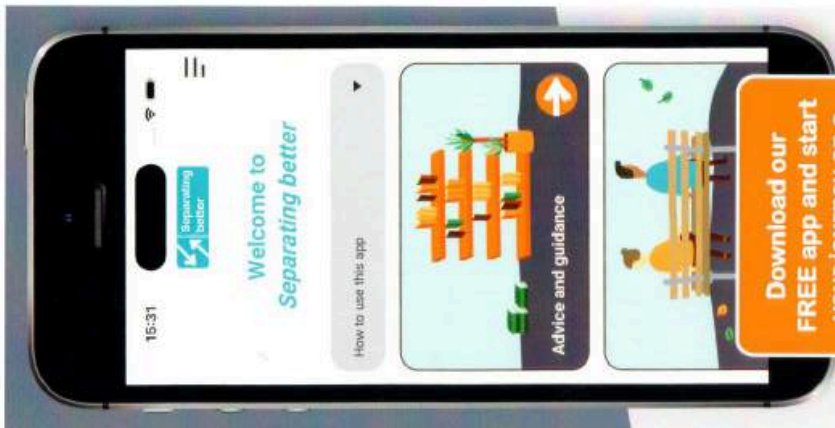 15:31
Separating
better
Welcome to
Separating better
How to use this app
Advice and guidance
Download our
FREE app and start